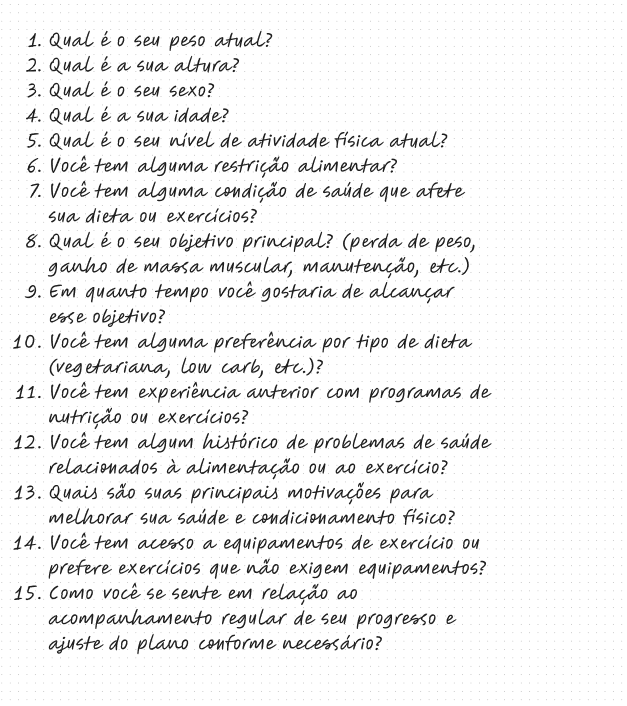 1. Qual é o seu peso atual?
2. Qual é a sua altura?
3. Qual é o seu sexo?
4. Qual é a sua idade?
5. Qual é o seu nível de atividade física atual?
6. Você tem alguma restrição alimentar?
7. Você tem alguma condição de saúde que afete
sua dieta ou exercícios?
8. Qual é o seu objetivo principal? (perda de peso,
ganho de massa muscular, manutenção, etc.)
9. Em quanto tempo você gostaria de alcançar
esse objetivo?
10. Você tem alguma preferência por tipo de dieta
(vegetariana, low carb, etc.)?
11. Você tem experiência anterior com programas de
nutrição ou exercícios?
12. Você tem algum histórico de problemas de saúde
relacionados à alimentação ou ao exercício?
13. Quais são suas principais motivações para
melhorar sua saúde e condicionamento físico?
14. Você tem acesso a equipamentos de exercício ou
prefere exercícios que não exigem equipamentos?
15. Como você se sente em relação ao
acompanhamento regular de seu progresso e
ajuste do plano conforme necessário?